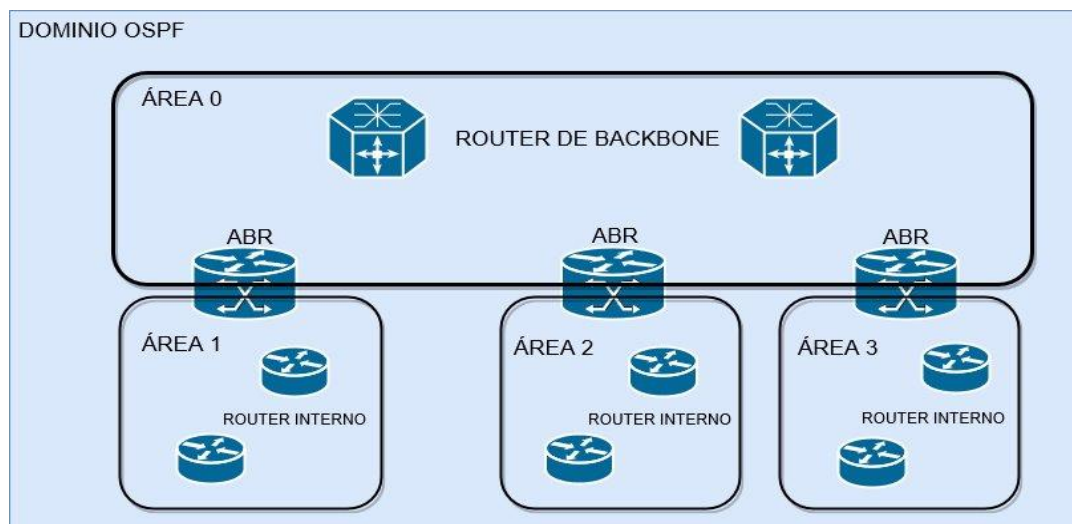 DOMINIO OSPF
ÁREA 0
ROUTER DE BACKBONE
ABR
ABR
ABR
ÁREA 1
ROUTER INTERNO
ÁREA 2
ROUTER INTERNO
ÁREA 3
ROUTER INTERNO